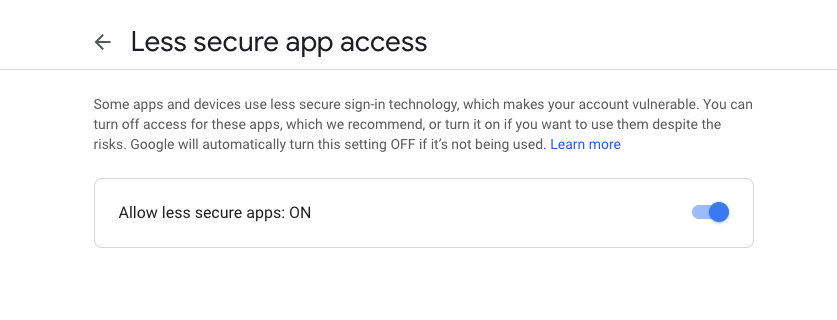 Less secure app access
Some apps and devices use less secure sign-in technology, which makes your account vulnerable. You can
turn off access for these apps, which we recommend, or turn it on if you want to use them despite the
risks. Google will automatically turn this setting OFF if it’s not being used. Learn more
Allow less secure apps: ON